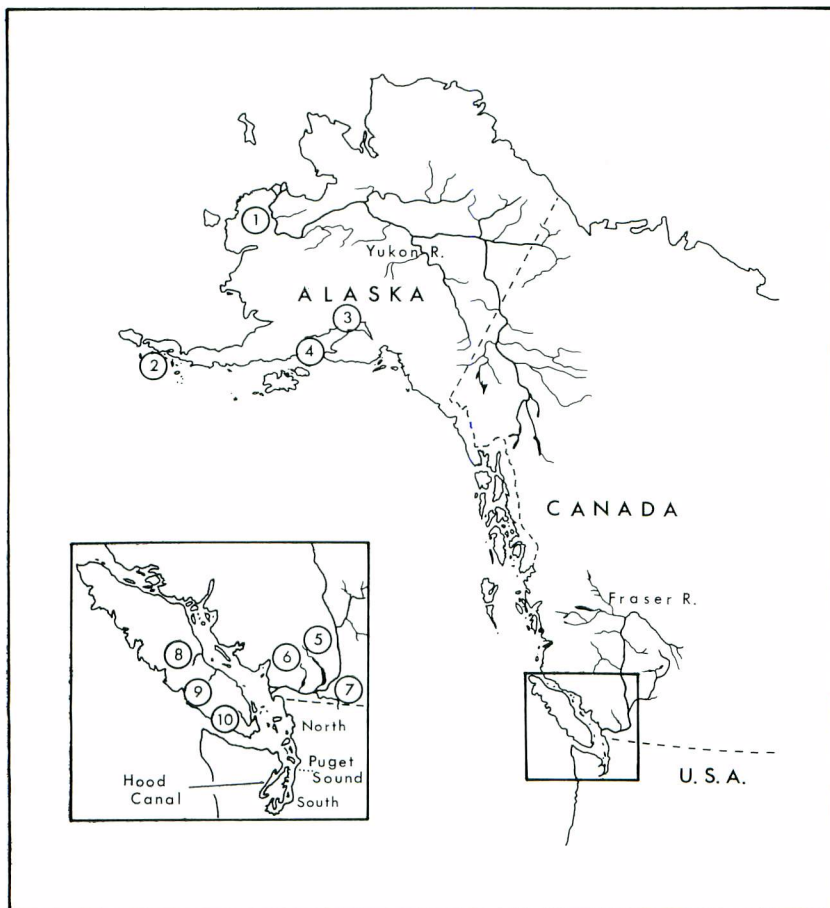 1
Yukon R.
ALASKA
3
4
2
CANADA
Fraser R.
5
6
8
7
9
10
North
Puget
Sound
Hood
Canal
South
U.S.A.